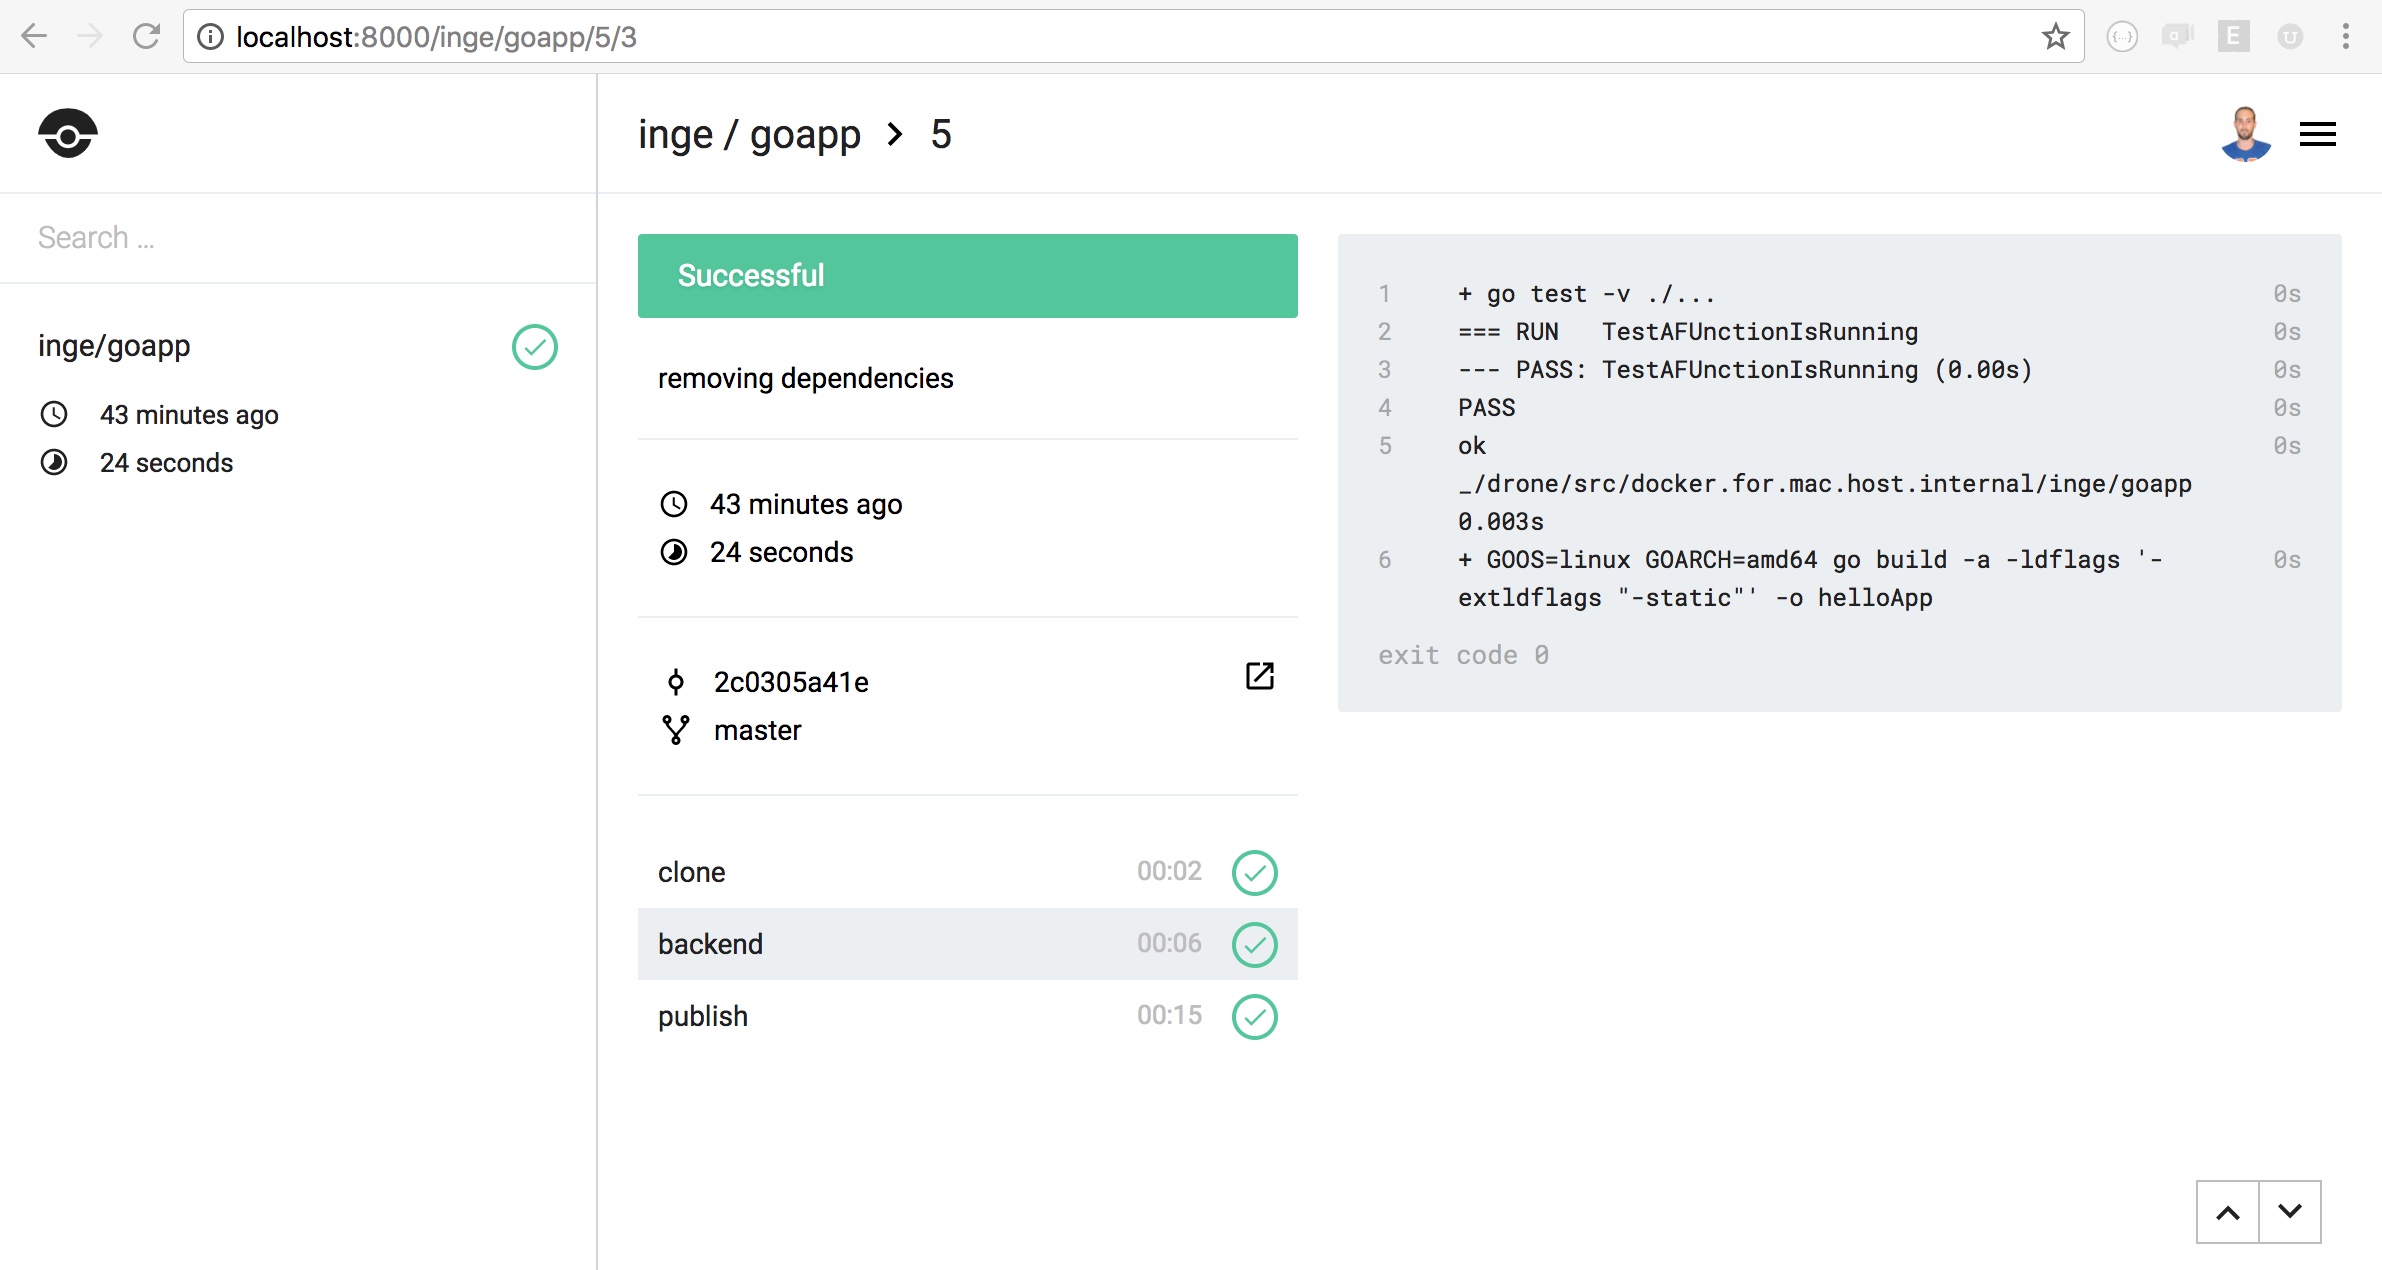 localhost:8000/inge/goapp/5/3
E
inge / goapp > 5
Search ...
inge/goapp
43 minutes ago
24 seconds
Successful
removing dependencies
43 minutes ago
24 seconds
2c0305a41e
master
clone 00:02
backend 00:06
publish 00:15
1 + go test -v ./... 0s
2 === RUN   TestAFUnctionIsRunning 0s
3 --- PASS: TestAFUnctionIsRunning (0.00s) 0s
4 PASS 0s
5 ok 0s
_/drone/src/docker.for.mac.host.internal/inge/goapp
0.003s
6 + GOOS=linux GOARCH=amd64 go build -a -ldflags '- 0s
extldflags "-static"' -o helloApp
exit code 0